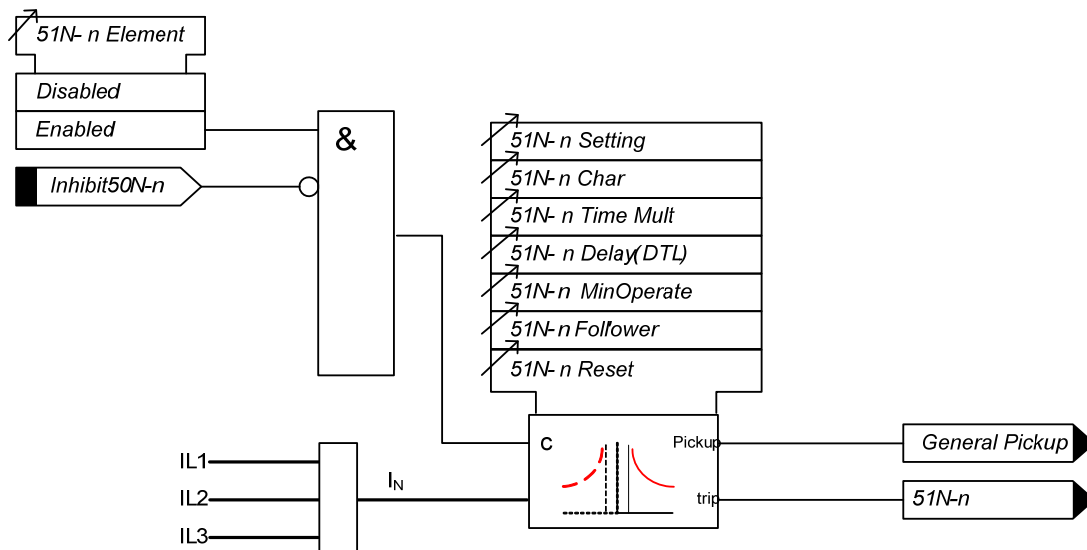 51N-n Element
Disabled
Enabled
Inhibit50N-n
&
51N-n Setting
51N-n Char
51N-n Time Mult
51N-n Delay(DTL)
51N-n MinOperate
51N-n Follower
51N-n Reset
C
Pickup
trip
General Pickup
51N-n
IL1
IL2
IL3
IN